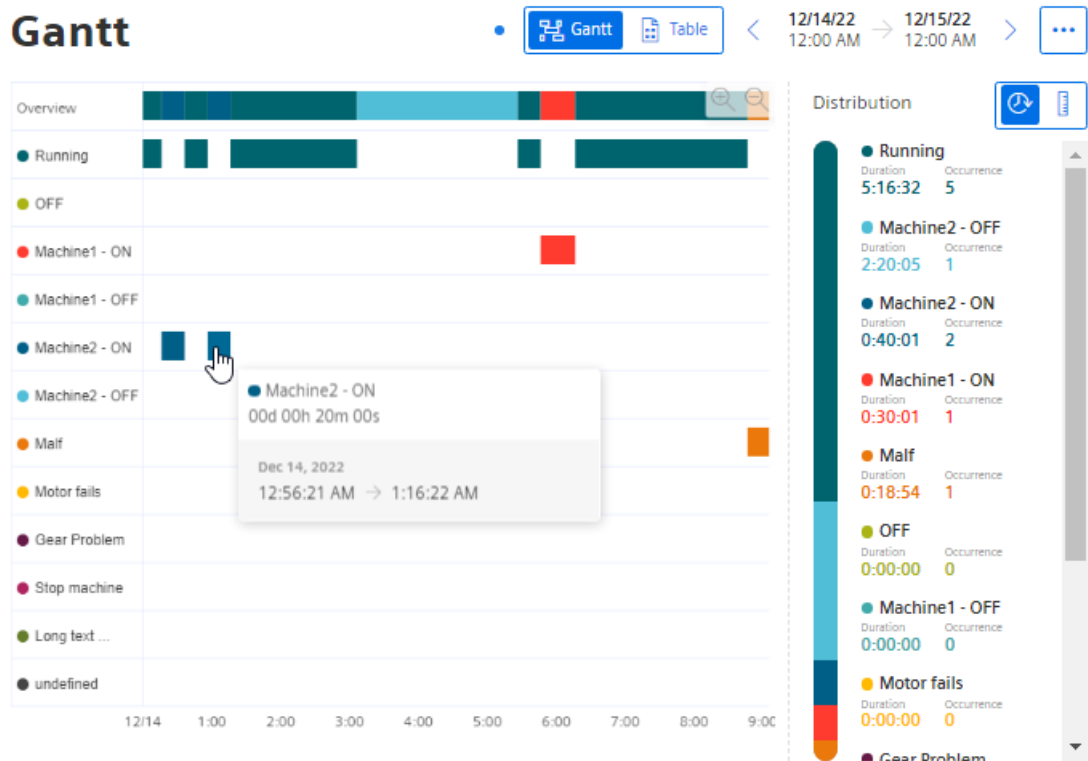 Gantt
Gantt
Table
12/14/22
12:00 AM
12/15/22
12:00 AM
Overview
Running
OFF
Machine1 - ON
Machine1 - OFF
Machine2 - ON
Machine2 - OFF
Malf
Motor fails
Gear Problem
Stop machine
Long text ...
undefined
Machine2 - ON
00d 00h 20m 00s
Dec 14, 2022
12:56:21 AM → 1:16:22 AM
12/14 1:00 2:00 3:00 4:00 5:00 6:00 7:00 8:00 9:00
Distribution
Running
Duration Occurrence
5:16:32 5
Machine2 - OFF
Duration Occurrence
2:20:05 1
Machine2 - ON
Duration Occurrence
0:40:01 2
Machine1 - ON
Duration Occurrence
0:30:01 1
Malf
Duration Occurrence
0:18:54 1
OFF
Duration Occurrence
0:00:00 0
Machine1 - OFF
Duration Occurrence
0:00:00 0
Motor fails
Duration Occurrence
0:00:00 0
Gear Problem